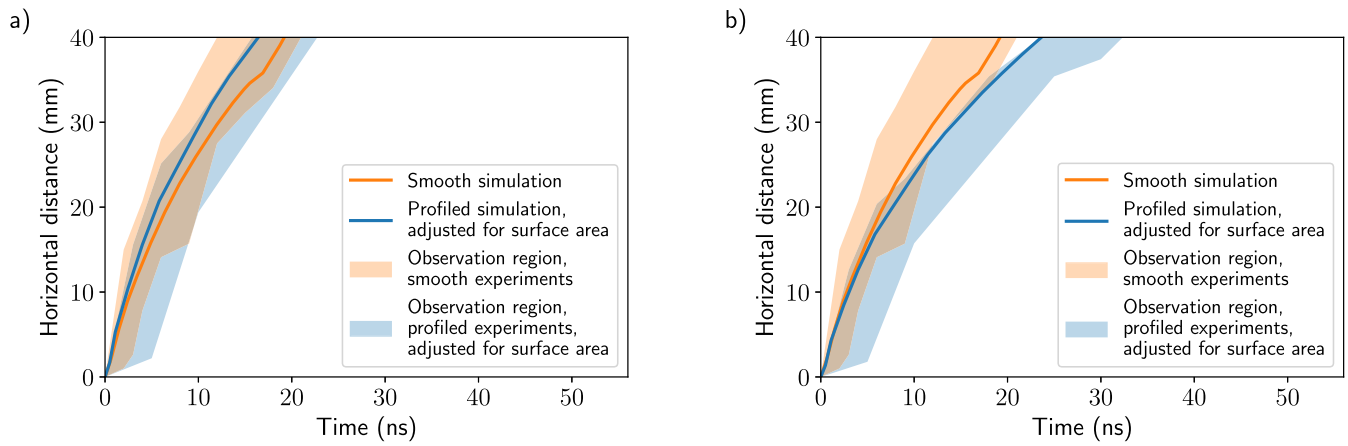 a)
40
30
20
10
0
Horizontal distance (mm)
0 10 20 30 40 50
Time (ns)
Smooth simulation
Profiled simulation,
adjusted for surface area
Observation region,
smooth experiments
Observation region,
profiled experiments,
adjusted for surface area
b)
40
30
20
10
0
Horizontal distance (mm)
0 10 20 30 40 50
Time (ns)
Smooth simulation
Profiled simulation,
adjusted for surface area
Observation region,
smooth experiments
Observation region,
profiled experiments,
adjusted for surface area